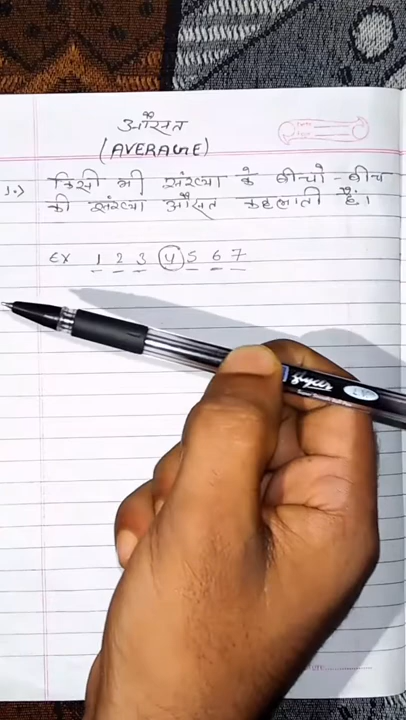 औसत
(AVERAGE)
1.) किसी भी संख्या के बीचो-बीच
की संख्या औसत कहलाती हैं।
Ex 1 2 3 4 5 6 7